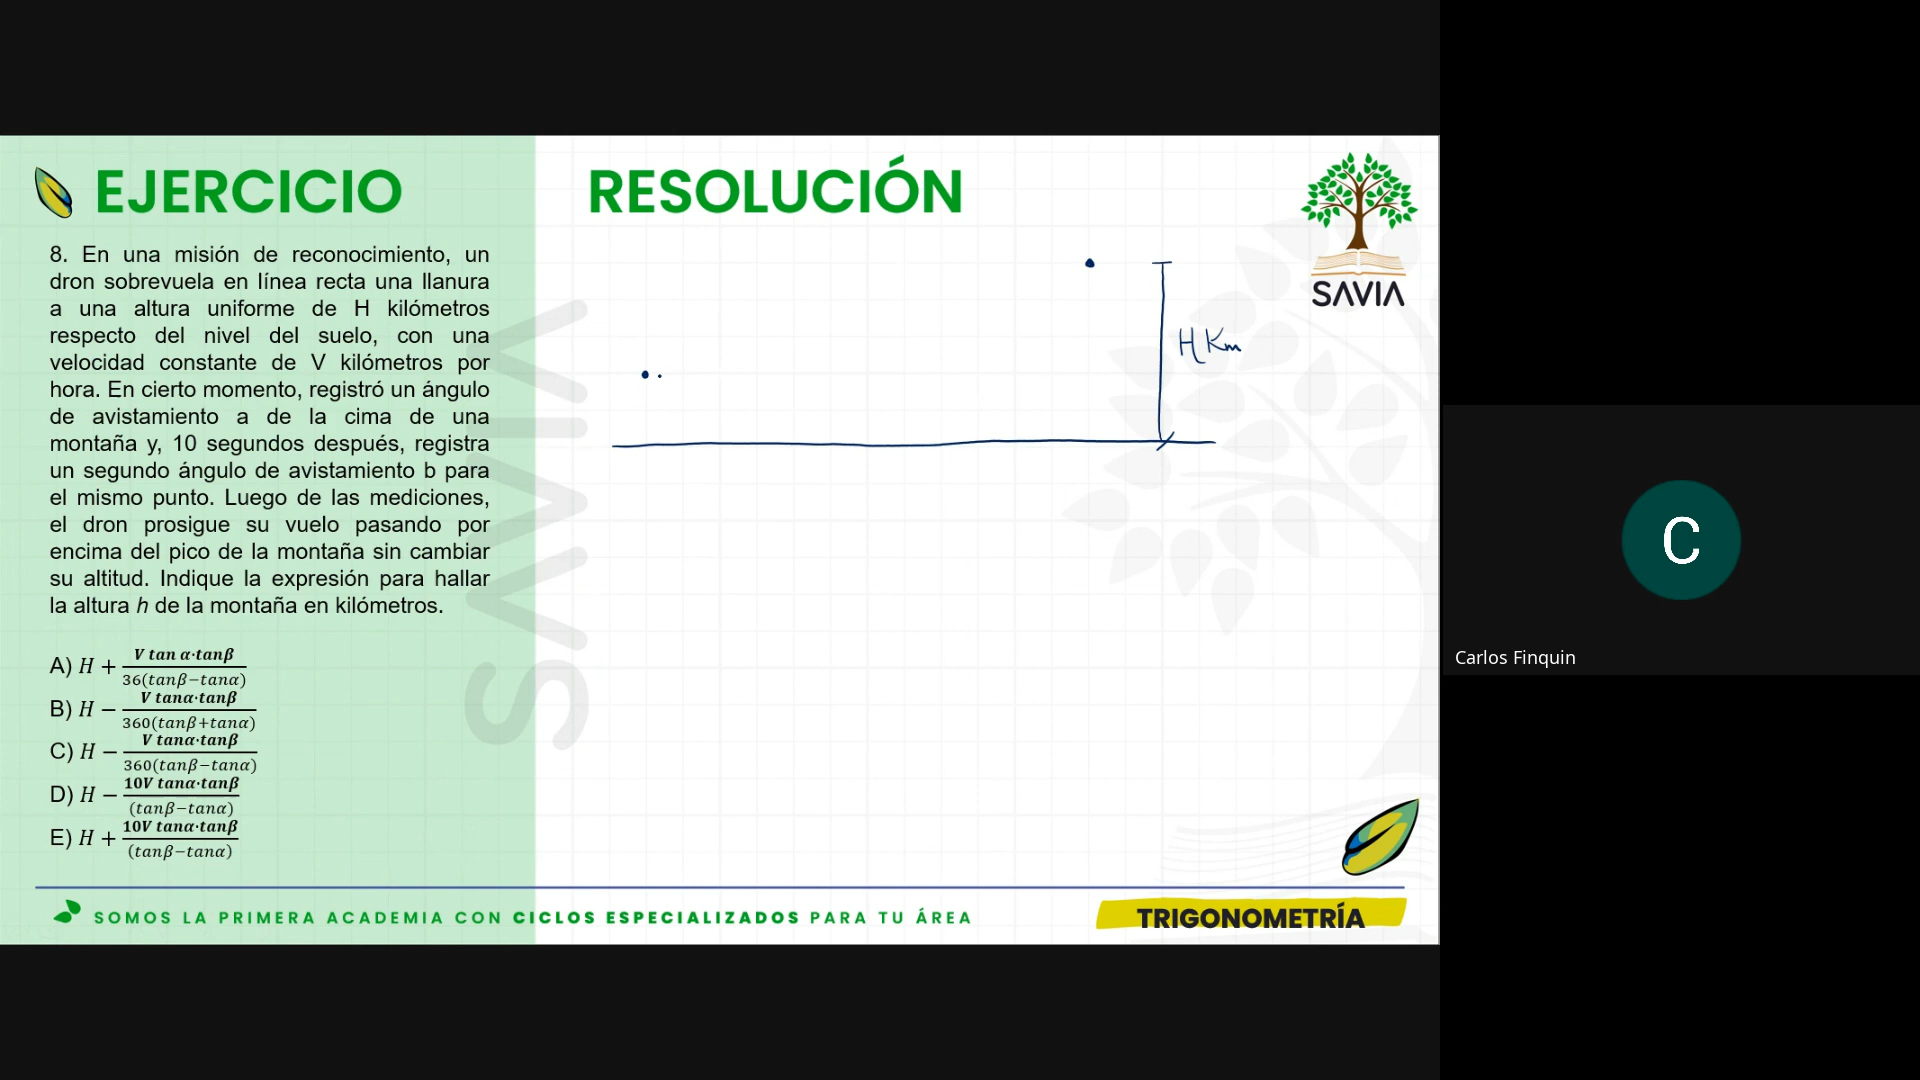 EJERCICIO
8. En una misión de reconocimiento, un
dron sobrevuela en línea recta una llanura
a una altura uniforme de H kilómetros
respecto del nivel del suelo, con una
velocidad constante de V kilómetros por
hora. En cierto momento, registró un ángulo
de avistamiento a de la cima de una
montaña y, 10 segundos después, registra
un segundo ángulo de avistamiento b para
el mismo punto. Luego de las mediciones,
el dron prosigue su vuelo pasando por
encima del pico de la montaña sin cambiar
su altitud. Indique la expresión para hallar
la altura h de la montaña en kilómetros.
A) H + V tan α·tanβ / 36(tanβ−tanα)
B) H − V tanα·tanβ / 360(tanβ+tanα)
C) H − V tanα·tanβ / 360(tanβ−tanα)
D) H − 10V tanα·tanβ / (tanβ−tanα)
E) H + 10V tanα·tanβ / (tanβ−tanα)
RESOLUCIÓN
H Km
SAVIA
SAVIA
SOMOS LA PRIMERA ACADEMIA CON CICLOS ESPECIALIZADOS PARA TU ÁREA
TRIGONOMETRÍA
C
Carlos Finquin